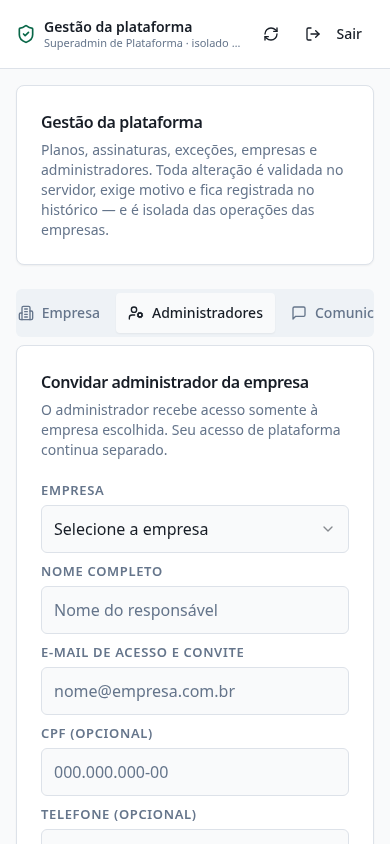 Gestão da plataforma
Superadmin de Plataforma · isolado ...
Sair
Gestão da plataforma
Planos, assinaturas, exceções, empresas e
administradores. Toda alteração é validada no
servidor, exige motivo e fica registrada no
histórico — e é isolada das operações das
empresas.
Empresa
Administradores
Comunic
Convidar administrador da empresa
O administrador recebe acesso somente à
empresa escolhida. Seu acesso de plataforma
continua separado.
EMPRESA
Selecione a empresa
NOME COMPLETO
Nome do responsável
E-MAIL DE ACESSO E CONVITE
nome@empresa.com.br
CPF (OPCIONAL)
000.000.000-00
TELEFONE (OPCIONAL)